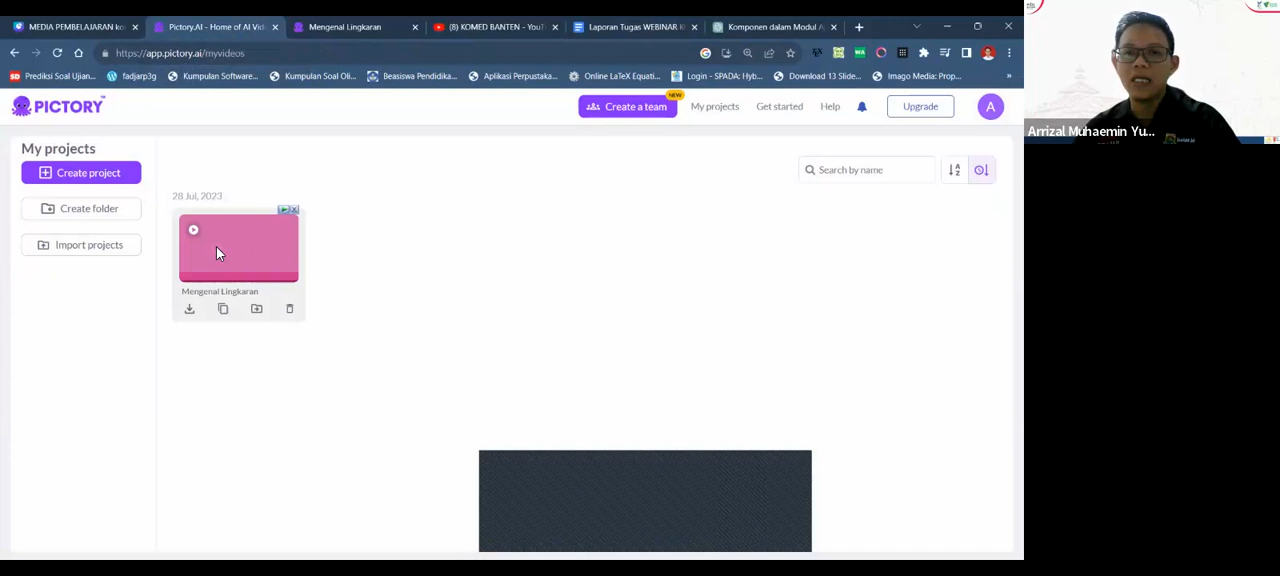 MEDIA PEMBELAJARAN ko
Pictory.AI - Home of AI Vide
Mengenal Lingkaran
(8) KOMED BANTEN - YouT
Laporan Tugas WEBINAR K
Komponen dalam Modul A
https://app.pictory.ai/myvideos
Prediksi Soal Ujian...
fadjarp3g
Kumpulan Software...
Kumpulan Soal Oli...
Beasiswa Pendidika...
Aplikasi Perpustaka...
Online LaTeX Equati...
Login - SPADA: Hyb...
Download 13 Slide...
Imago Media: Prop...
»
PICTORY
NEW
Create a team
My projects
Get started
Help
Upgrade
A
Arrizal Muhaemin Yu...
My projects
Create project
Create folder
Import projects
Search by name
28 Jul, 2023
Mengenal Lingkaran